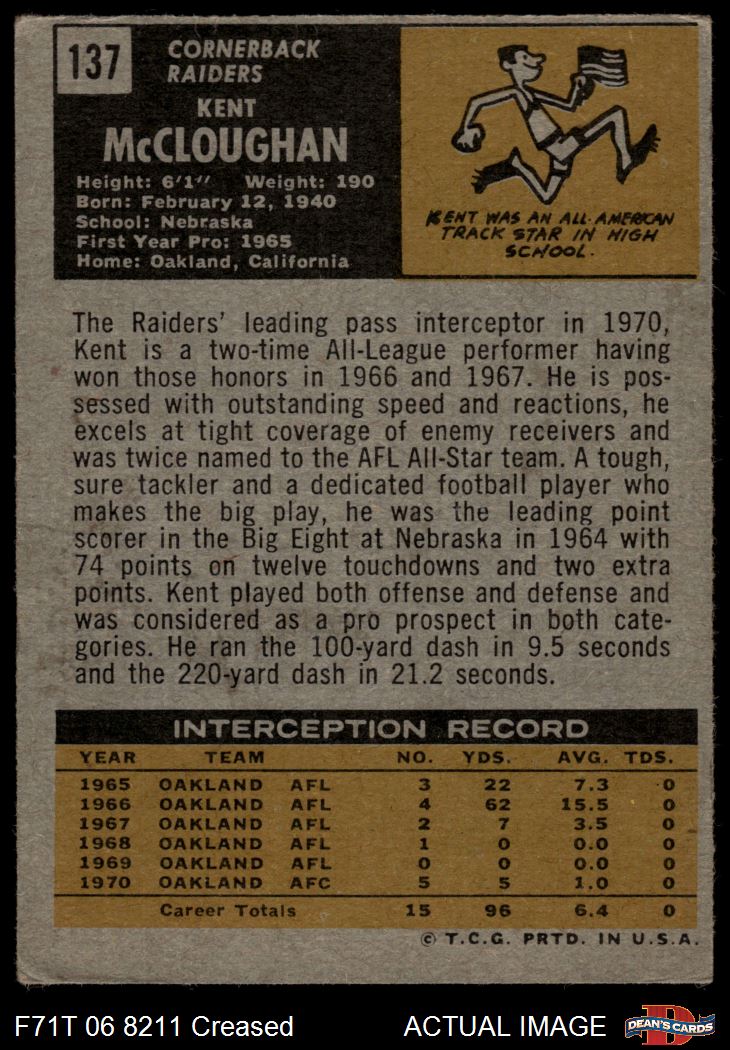 137
CORNERBACK
RAIDERS
KENT
McCLOUGHAN
Height: 6'1" Weight: 190
Born: February 12, 1940
School: Nebraska
First Year Pro: 1965
Home: Oakland, California
KENT WAS AN ALL-AMERICAN
TRACK STAR IN HIGH
SCHOOL.
The Raiders' leading pass interceptor in 1970,
Kent is a two-time All-League performer having
won those honors in 1966 and 1967. He is pos-
sessed with outstanding speed and reactions, he
excels at tight coverage of enemy receivers and
was twice named to the AFL All-Star team. A tough,
sure tackler and a dedicated football player who
makes the big play, he was the leading point
scorer in the Big Eight at Nebraska in 1964 with
74 points on twelve touchdowns and two extra
points. Kent played both offense and defense and
was considered as a pro prospect in both cate-
gories. He ran the 100-yard dash in 9.5 seconds
and the 220-yard dash in 21.2 seconds.
INTERCEPTION RECORD
YEAR TEAM NO. YDS. AVG. TDS.
1965 OAKLAND AFL 3 22 7.3 0
1966 OAKLAND AFL 4 62 15.5 0
1967 OAKLAND AFL 2 7 3.5 0
1968 OAKLAND AFL 1 0 0.0 0
1969 OAKLAND AFL 0 0 0.0 0
1970 OAKLAND AFC 5 5 1.0 0
Career Totals 15 96 6.4 0
© T.C.G. PRTD. IN U.S.A.
F71T 06 8211 Creased ACTUAL IMAGE DEAN'S CARDS